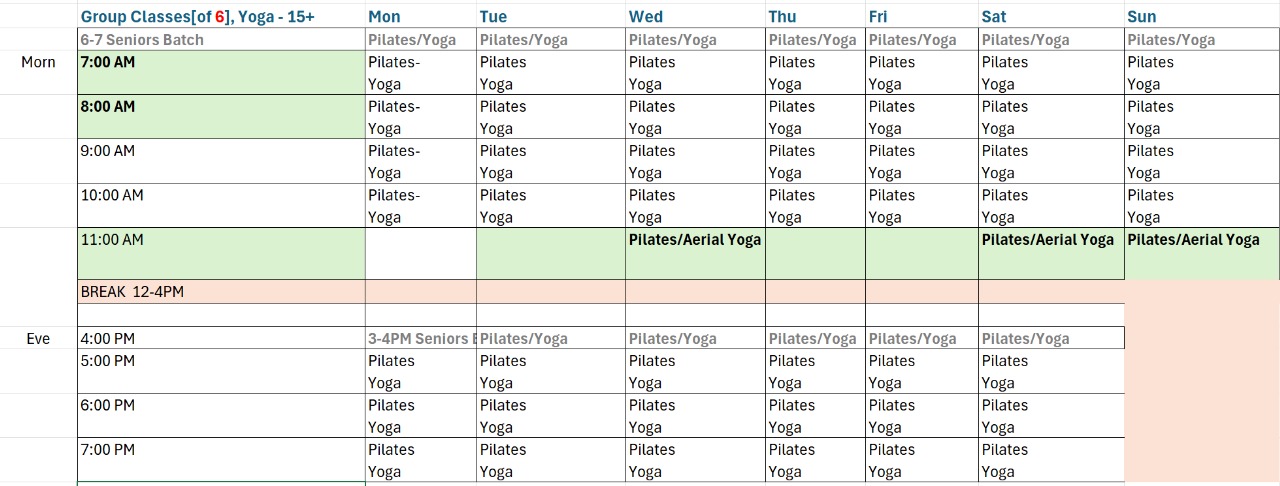 Group Classes[of 6], Yoga - 15+ Mon Tue Wed Thu Fri Sat Sun
6-7 Seniors Batch Pilates/Yoga Pilates/Yoga Pilates/Yoga Pilates/Yoga Pilates/Yoga Pilates/Yoga Pilates/Yoga
Morn 7:00 AM Pilates- Pilates Pilates Pilates Pilates Pilates Pilates
Yoga Yoga Yoga Yoga Yoga Yoga Yoga
8:00 AM Pilates- Pilates Pilates Pilates Pilates Pilates Pilates
Yoga Yoga Yoga Yoga Yoga Yoga Yoga
9:00 AM Pilates- Pilates Pilates Pilates Pilates Pilates Pilates
Yoga Yoga Yoga Yoga Yoga Yoga Yoga
10:00 AM Pilates- Pilates Pilates Pilates Pilates Pilates Pilates
Yoga Yoga Yoga Yoga Yoga Yoga Yoga
11:00 AM Pilates/Aerial Yoga Pilates/Aerial Yoga Pilates/Aerial Yoga
BREAK 12-4PM
Eve 4:00 PM 3-4PM Seniors Pilates/Yoga Pilates/Yoga Pilates/Yoga Pilates/Yoga Pilates/Yoga
5:00 PM Pilates Pilates Pilates Pilates Pilates Pilates
Yoga Yoga Yoga Yoga Yoga Yoga
6:00 PM Pilates Pilates Pilates Pilates Pilates Pilates
Yoga Yoga Yoga Yoga Yoga Yoga
7:00 PM Pilates Pilates Pilates Pilates Pilates Pilates
Yoga Yoga Yoga Yoga Yoga Yoga